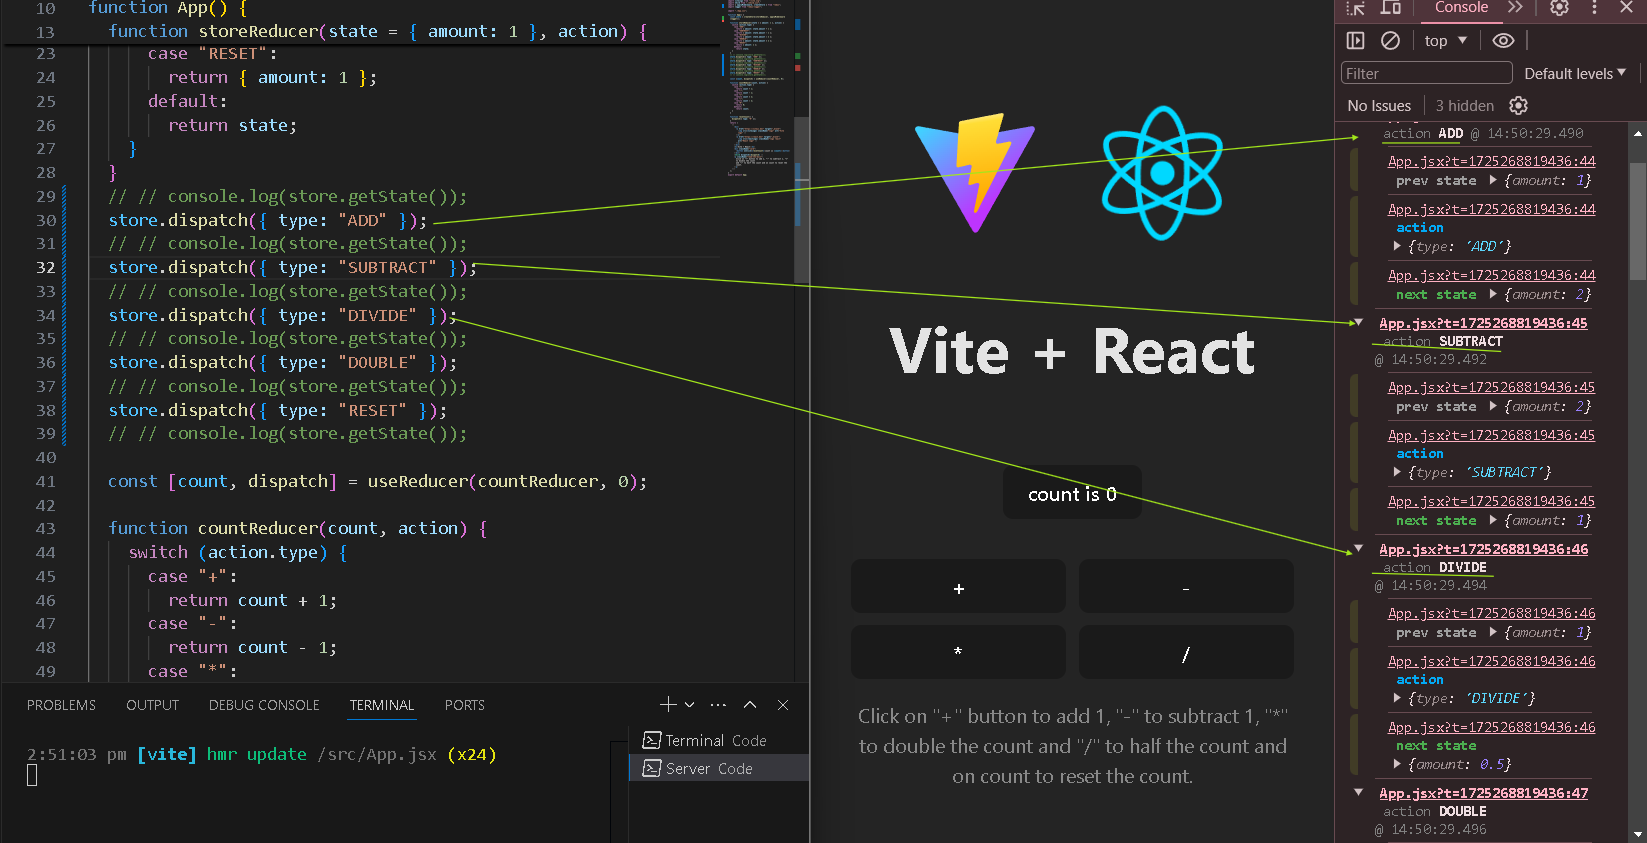 10 function App() {
13 function storeReducer(state = { amount: 1 }, action) {
23 case "RESET":
24 return { amount: 1 };
25 default:
26 return state;
27 }
28 }
29 // // console.log(store.getState());
30 store.dispatch({ type: "ADD" });
31 // // console.log(store.getState());
32 store.dispatch({ type: "SUBTRACT" });
33 // // console.log(store.getState());
34 store.dispatch({ type: "DIVIDE" });
35 // // console.log(store.getState());
36 store.dispatch({ type: "DOUBLE" });
37 // // console.log(store.getState());
38 store.dispatch({ type: "RESET" });
39 // // console.log(store.getState());
40
41 const [count, dispatch] = useReducer(countReducer, 0);
42
43 function countReducer(count, action) {
44 switch (action.type) {
45 case "+":
46 return count + 1;
47 case "-":
48 return count - 1;
49 case "*":
PROBLEMS OUTPUT DEBUG CONSOLE TERMINAL PORTS
2:51:03 pm [vite] hmr update /src/App.jsx (x24)
Terminal Code
Server Code
Vite + React
count is 0
+ -
* /
Click on "+" button to add 1, "-" to subtract 1, "*"
to double the count and "/" to half the count and
on count to reset the count.
Console
top
Filter Default levels
No Issues 3 hidden
action ADD @ 14:50:29.490
App.jsx?t=1725268819436:44
prev state {amount: 1}
App.jsx?t=1725268819436:44
action
{type: 'ADD'}
App.jsx?t=1725268819436:44
next state {amount: 2}
App.jsx?t=1725268819436:45
action SUBTRACT
@ 14:50:29.492
App.jsx?t=1725268819436:45
prev state {amount: 2}
App.jsx?t=1725268819436:45
action
{type: 'SUBTRACT'}
App.jsx?t=1725268819436:45
next state {amount: 1}
App.jsx?t=1725268819436:46
action DIVIDE
@ 14:50:29.494
App.jsx?t=1725268819436:46
prev state {amount: 1}
App.jsx?t=1725268819436:46
action
{type: 'DIVIDE'}
App.jsx?t=1725268819436:46
next state
{amount: 0.5}
App.jsx?t=1725268819436:47
action DOUBLE
@ 14:50:29.496